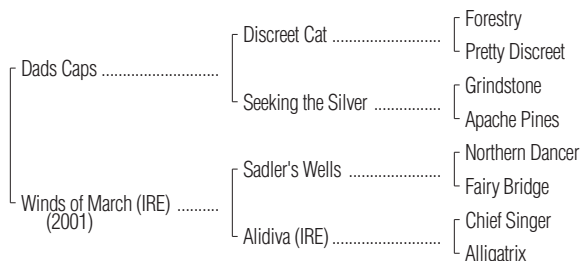 Forestry
Discreet Cat ..........................
Pretty Discreet
Dads Caps ............................
Grindstone
Seeking the Silver ................
Apache Pines
Northern Dancer
Sadler's Wells ......................
Fairy Bridge
Winds of March (IRE) ..........
(2001)
Chief Singer
Alidiva (IRE) ..........................
Alligatrix